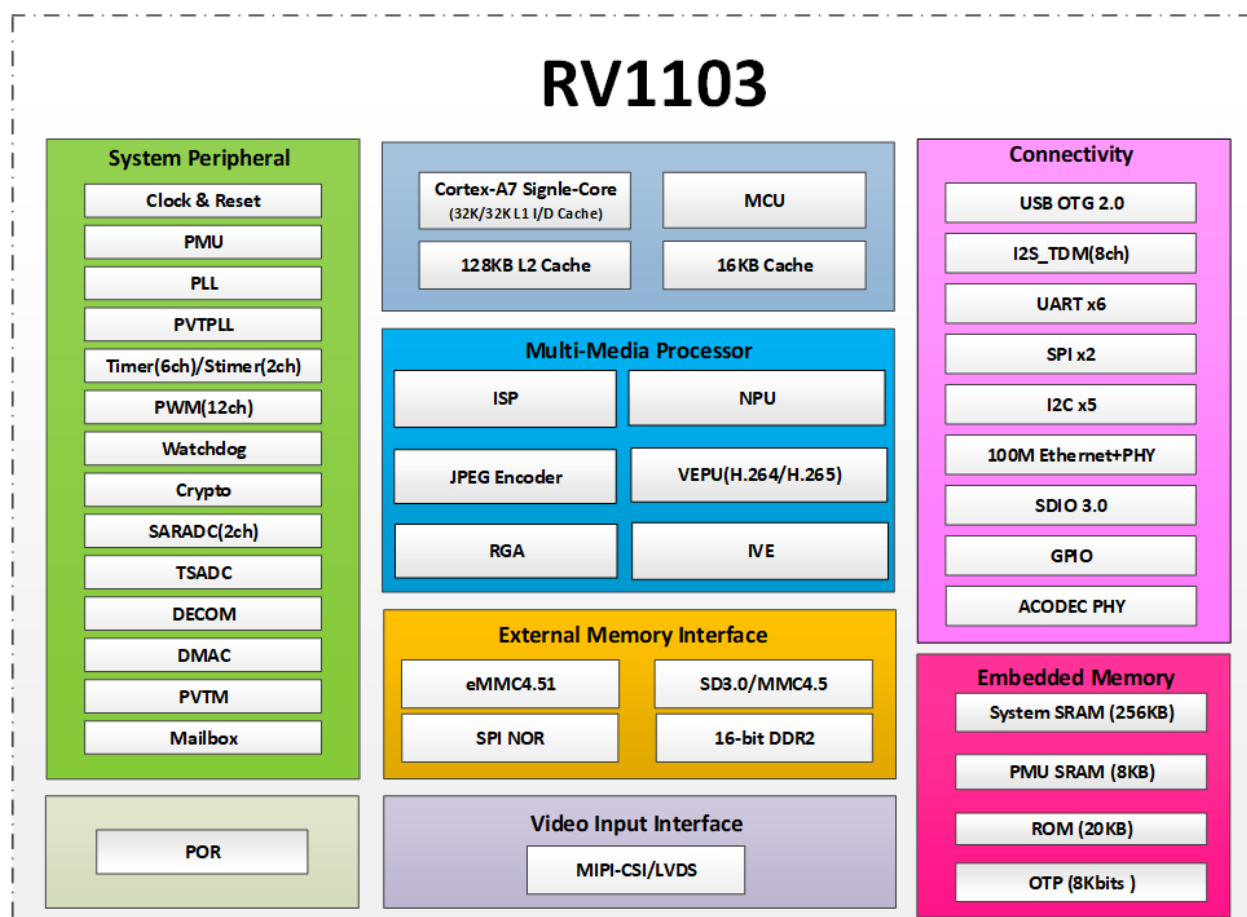 RV1103
System Peripheral
Clock & Reset
PMU
PLL
PVTPLL
Timer(6ch)/Stimer(2ch)
PWM(12ch)
Watchdog
Crypto
SARADC(2ch)
TSADC
DECOM
DMAC
PVTM
Mailbox
POR
Cortex-A7 Signle-Core
(32K/32K L1 I/D Cache)
MCU
128KB L2 Cache
16KB Cache
Multi-Media Processor
ISP
NPU
JPEG Encoder
VEPU(H.264/H.265)
RGA
IVE
External Memory Interface
eMMC4.51
SD3.0/MMC4.5
SPI NOR
16-bit DDR2
Video Input Interface
MIPI-CSI/LVDS
Connectivity
USB OTG 2.0
I2S_TDM(8ch)
UART x6
SPI x2
I2C x5
100M Ethernet+PHY
SDIO 3.0
GPIO
ACODEC PHY
Embedded Memory
System SRAM (256KB)
PMU SRAM (8KB)
ROM (20KB)
OTP (8Kbits )